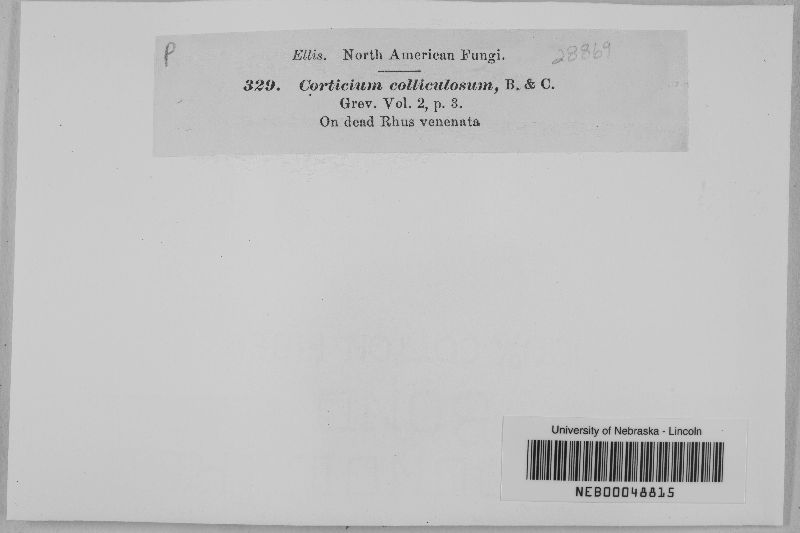 P
Ellis. North American Fungi.
28869
329. Corticium colliculosum, B. & C.
Grev. Vol. 2, p. 3.
On dead Rhus venenata
University of Nebraska - Lincoln
NEB00048815